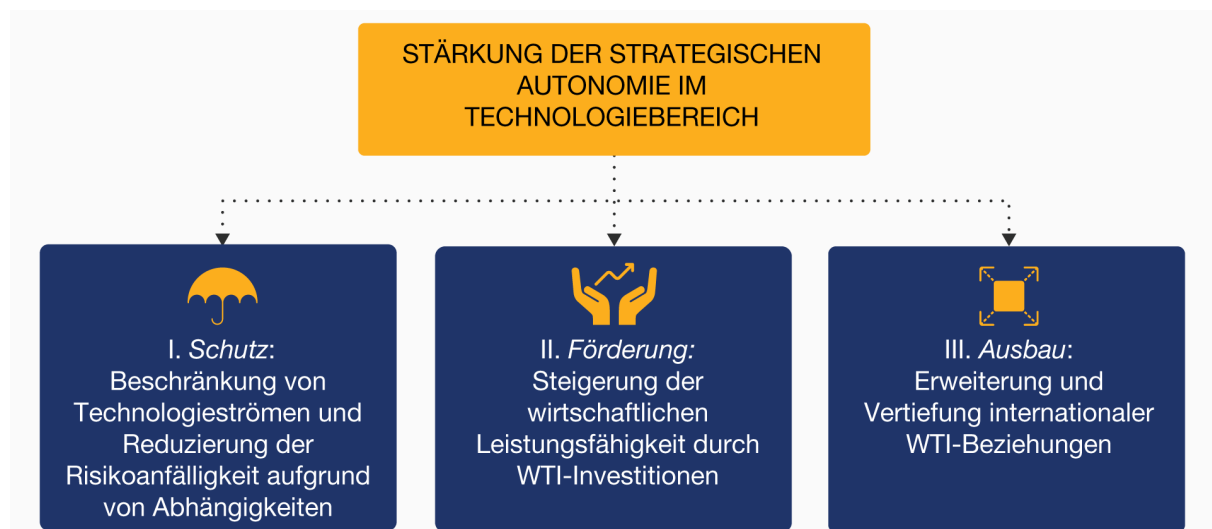 STÄRKUNG DER STRATEGISCHEN
AUTONOMIE IM
TECHNOLOGIEBEREICH
I. Schutz:
Beschränkung von
Technologieströmen und
Reduzierung der
Risikoanfälligkeit aufgrund
von Abhängigkeiten
II. Förderung:
Steigerung der
wirtschaftlichen
Leistungsfähigkeit durch
WTI-Investitionen
III. Ausbau:
Erweiterung und
Vertiefung internationaler
WTI-Beziehungen